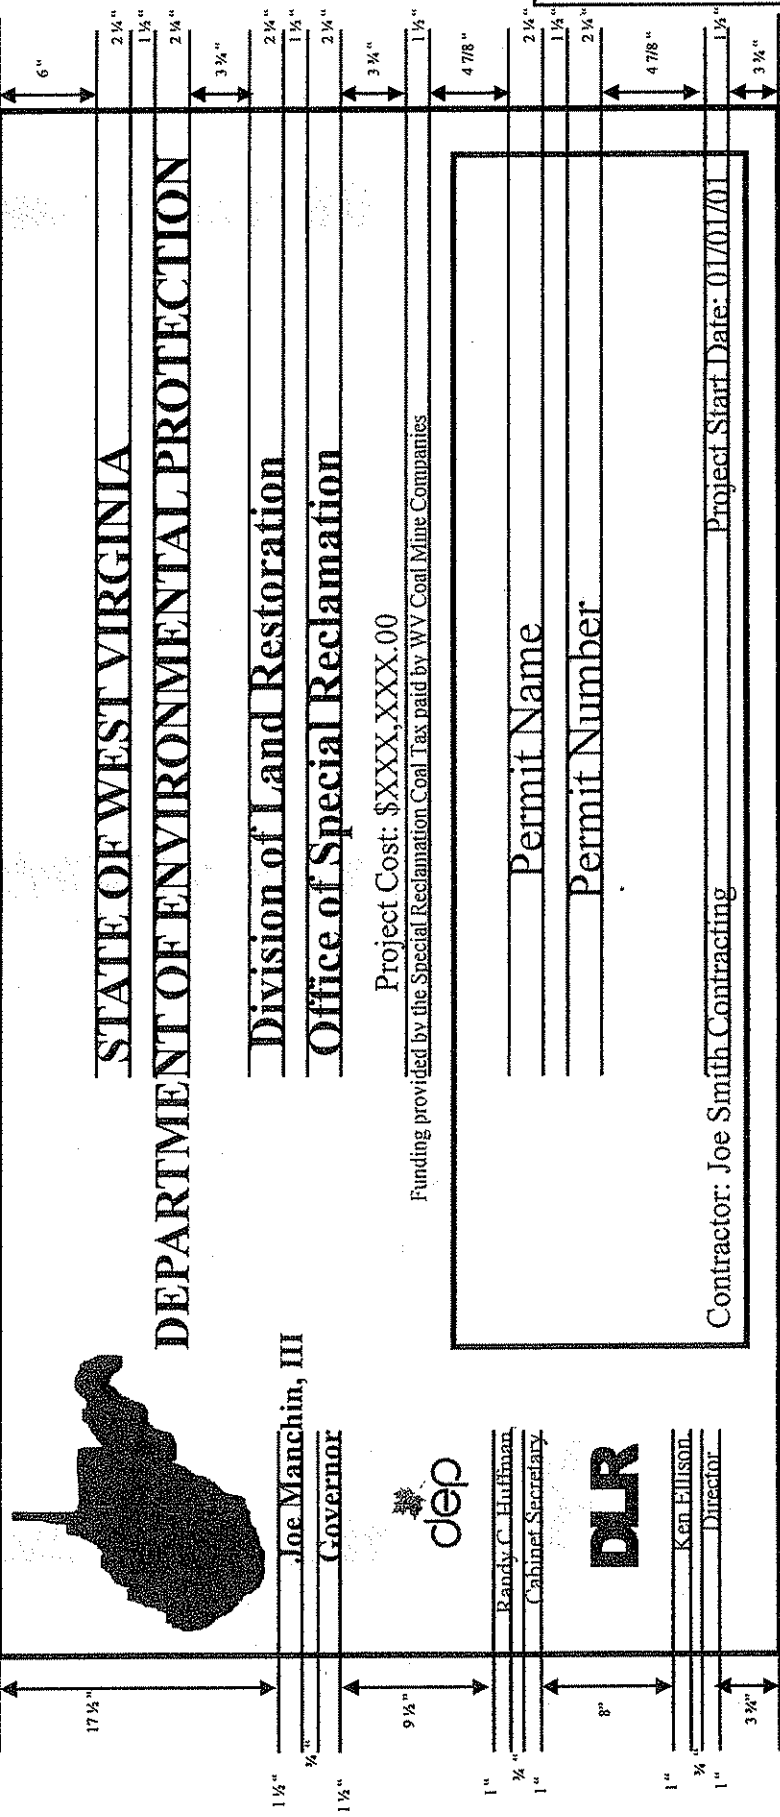 STATE OF WEST VIRGINIA
DEPARTMENT OF ENVIRONMENTAL PROTECTION
Division of Land Restoration
Office of Special Reclamation
Project Cost: $XXX,XXX.00
Funding provided by the Special Reclamation Coal Tax paid by WV Coal Mine Companies
Permit Name
Permit Number
Contractor: Joe Smith Contracting
Project Start Date: 01/01/01
Joe Manchin, III
Governor
dep
Randy C. Huffman
Cabinet Secretary
DLR
Ken Ellison
Director
17 ½ "
1 ½ "
¾ "
1 ½ "
9 ½ "
1 "
¾ "
1 "
8"
1 "
¾ "
1 "
3 ¾"
6 "
2 ¼ "
1 ½ "
2 ¼ "
3 ¾ "
2 ¼ "
1 ½ "
2 ¼ "
3 ¾ "
1 ½ "
4 7/8 "
2 ¼ "
1 ½ "
2 ¼ "
4 7/8 "
1 ½ "
3 ¾ "